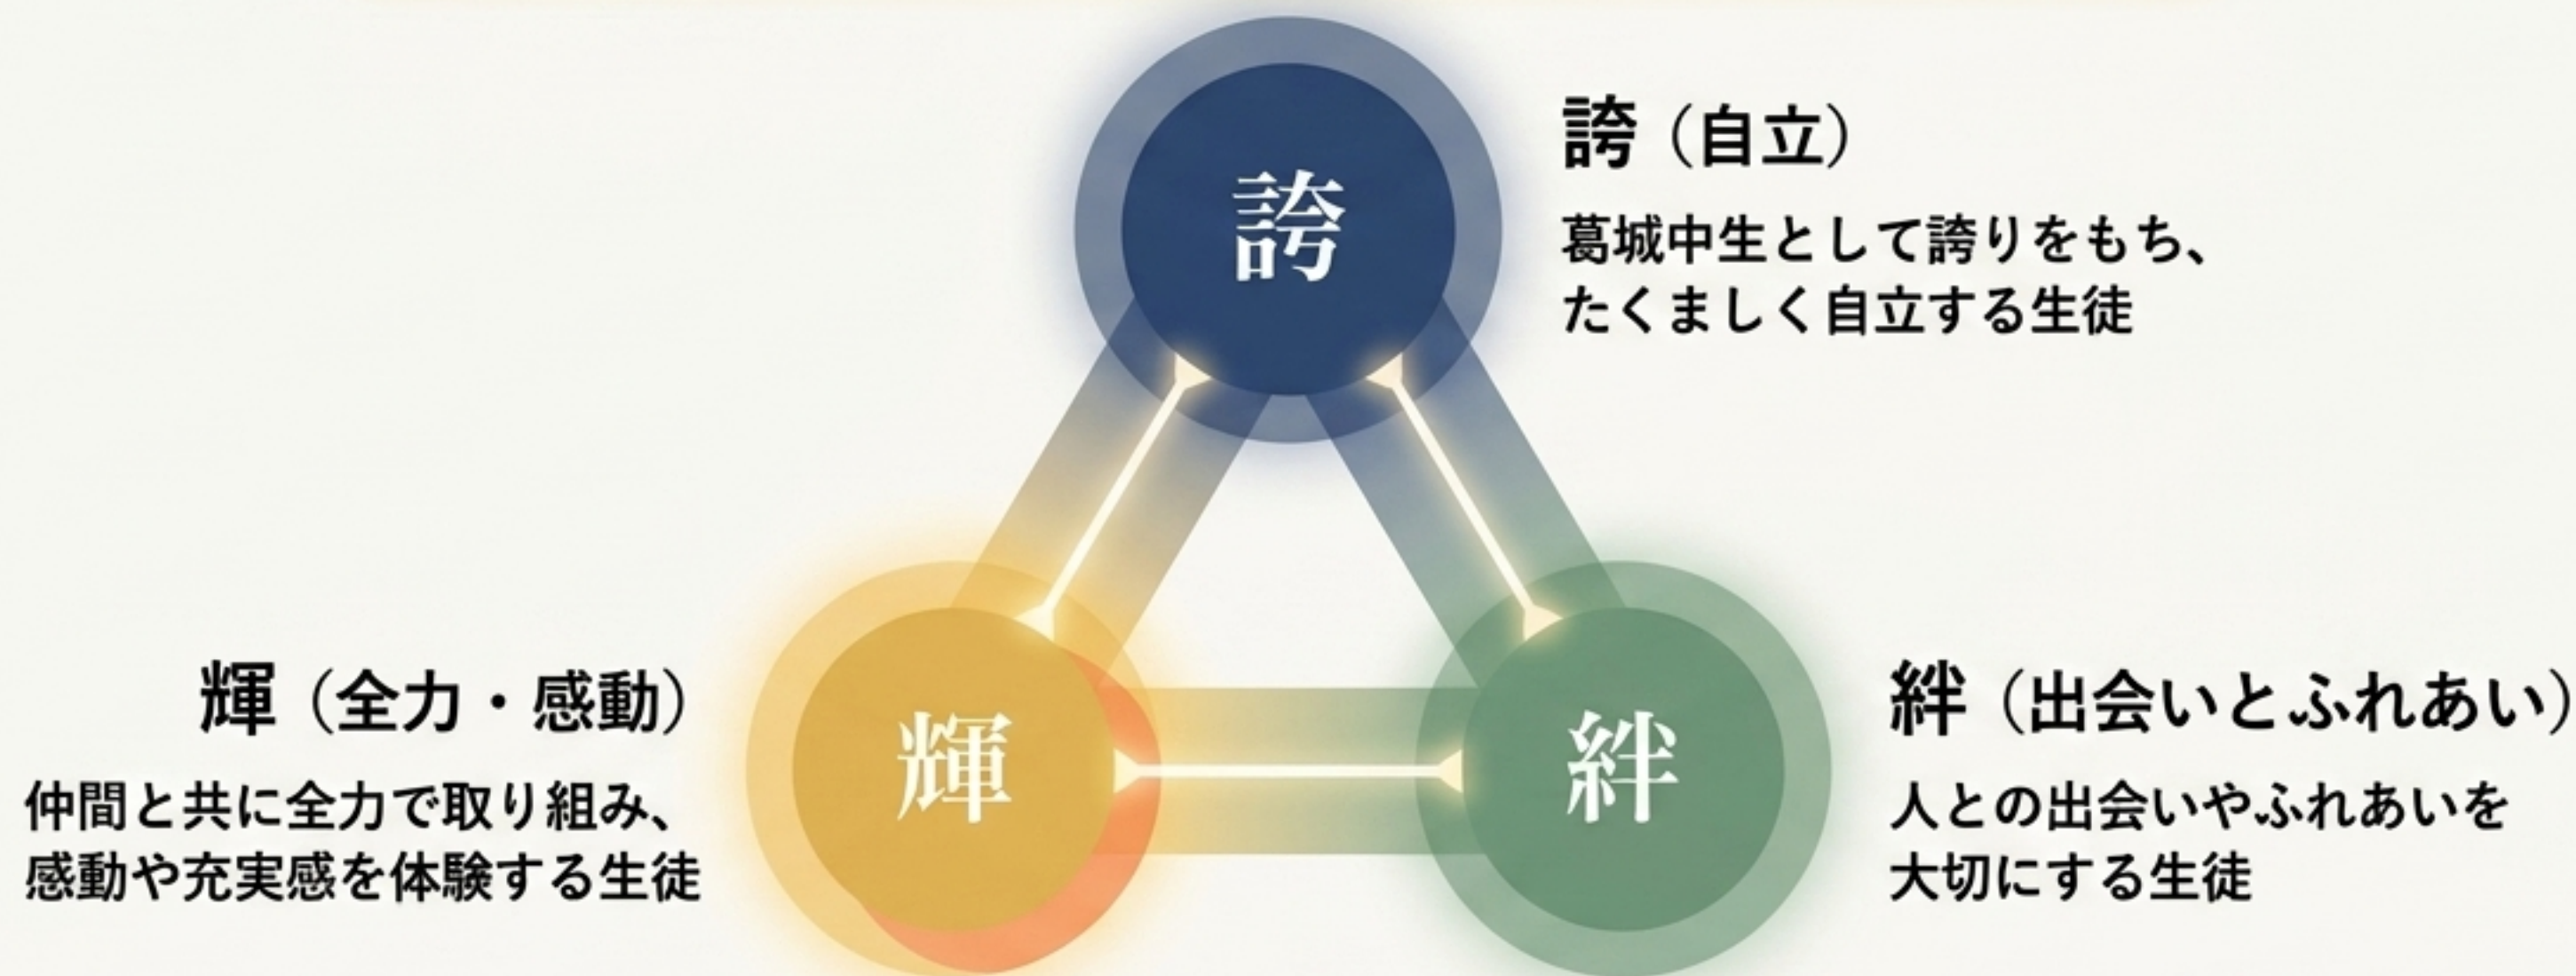 誇
誇（自立）
葛城中生として誇りをもち、
たくましく自立する生徒
輝（全力・感動）
仲間と共に全力で取り組み、
感動や充実感を体験する生徒
輝
絆
絆（出会いとふれあい）
人との出会いやふれあいを
大切にする生徒